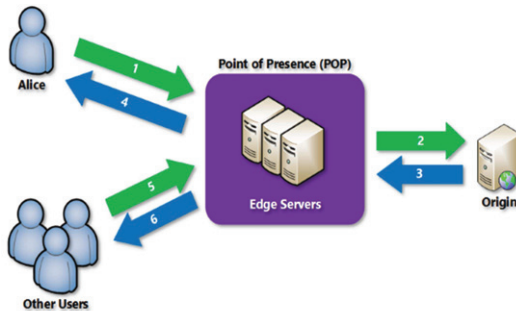 Alice
1
4
Point of Presence (POP)
Edge Servers
2
3
Origin
5
6
Other Users